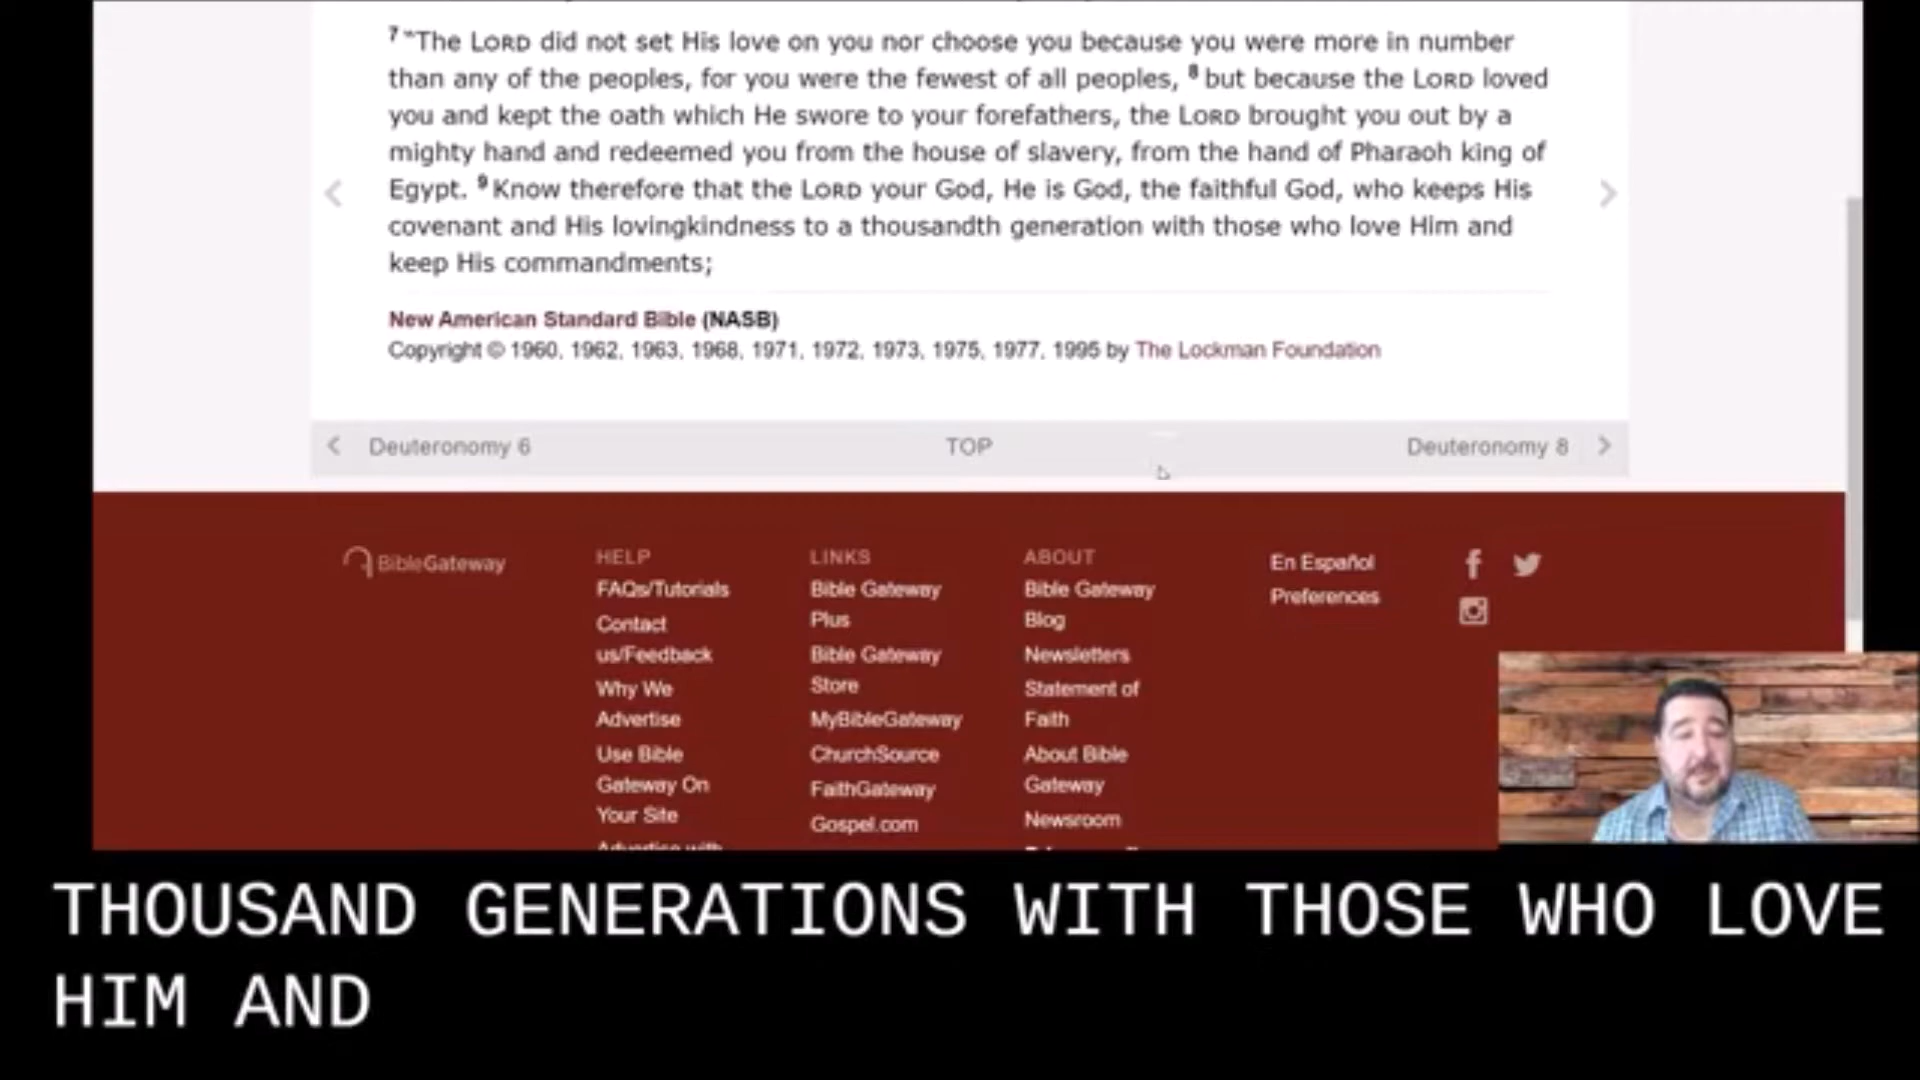 7 "The LORD did not set His love on you nor choose you because you were more in number
than any of the peoples, for you were the fewest of all peoples, 8 but because the LORD loved
you and kept the oath which He swore to your forefathers, the LORD brought you out by a
mighty hand and redeemed you from the house of slavery, from the hand of Pharaoh king of
Egypt. 9 Know therefore that the LORD your God, He is God, the faithful God, who keeps His
covenant and His lovingkindness to a thousandth generation with those who love Him and
keep His commandments;
New American Standard Bible (NASB)
Copyright © 1960, 1962, 1963, 1968, 1971, 1972, 1973, 1975, 1977, 1995 by The Lockman Foundation
Deuteronomy 6
TOP
Deuteronomy 8
BibleGateway
HELP
FAQs/Tutorials
Contact
us/Feedback
Why We
Advertise
Use Bible
Gateway On
Your Site
Advertise with
LINKS
Bible Gateway
Plus
Bible Gateway
Store
MyBibleGateway
ChurchSource
FaithGateway
Gospel.com
ABOUT
Bible Gateway
Blog
Newsletters
Statement of
Faith
About Bible
Gateway
Newsroom
En Español
Preferences
THOUSAND GENERATIONS WITH THOSE WHO LOVE
HIM AND